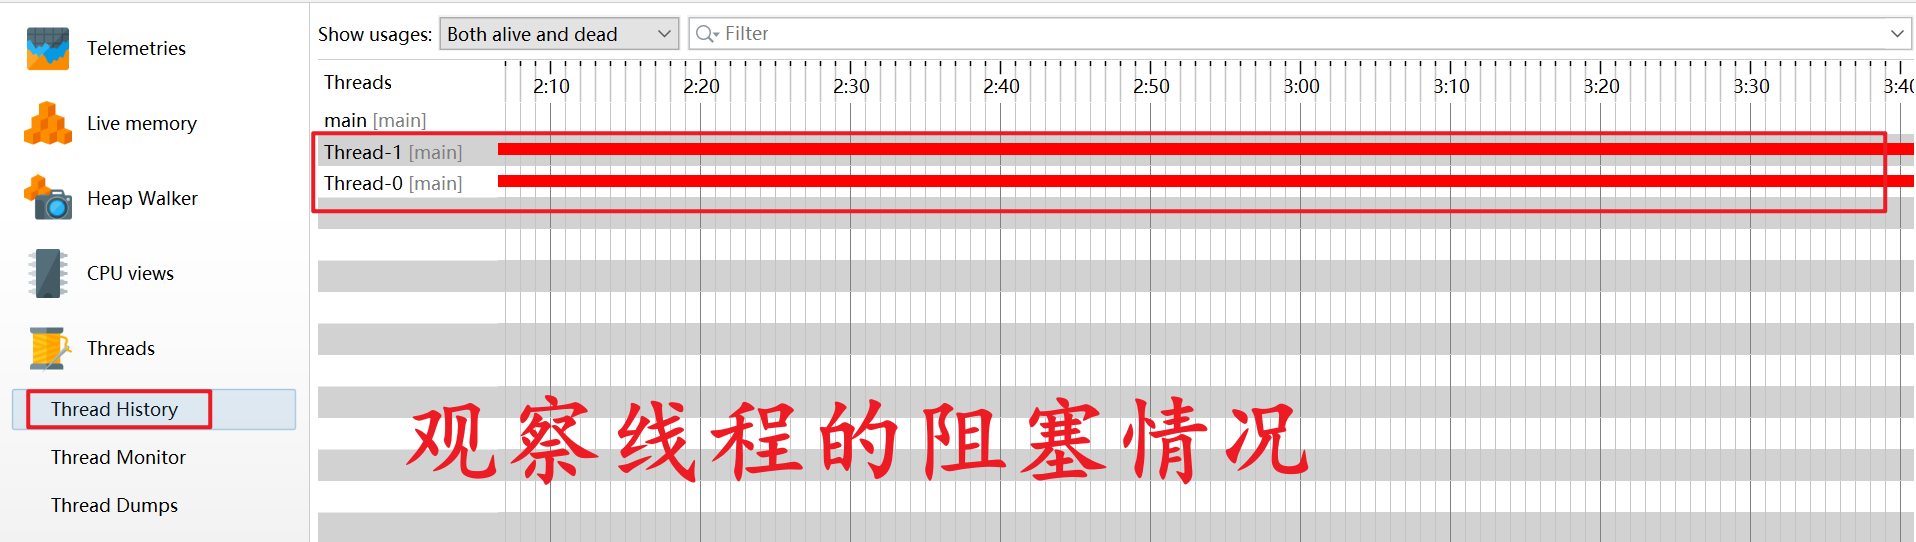 Telemetries
Live memory
Heap Walker
CPU views
Threads
Thread History
Thread Monitor
Thread Dumps
Show usages: Both alive and dead Filter
Threads 2:10 2:20 2:30 2:40 2:50 3:00 3:10 3:20 3:30 3:40
main [main]
Thread-1 [main]
Thread-0 [main]
观察线程的阻塞情况